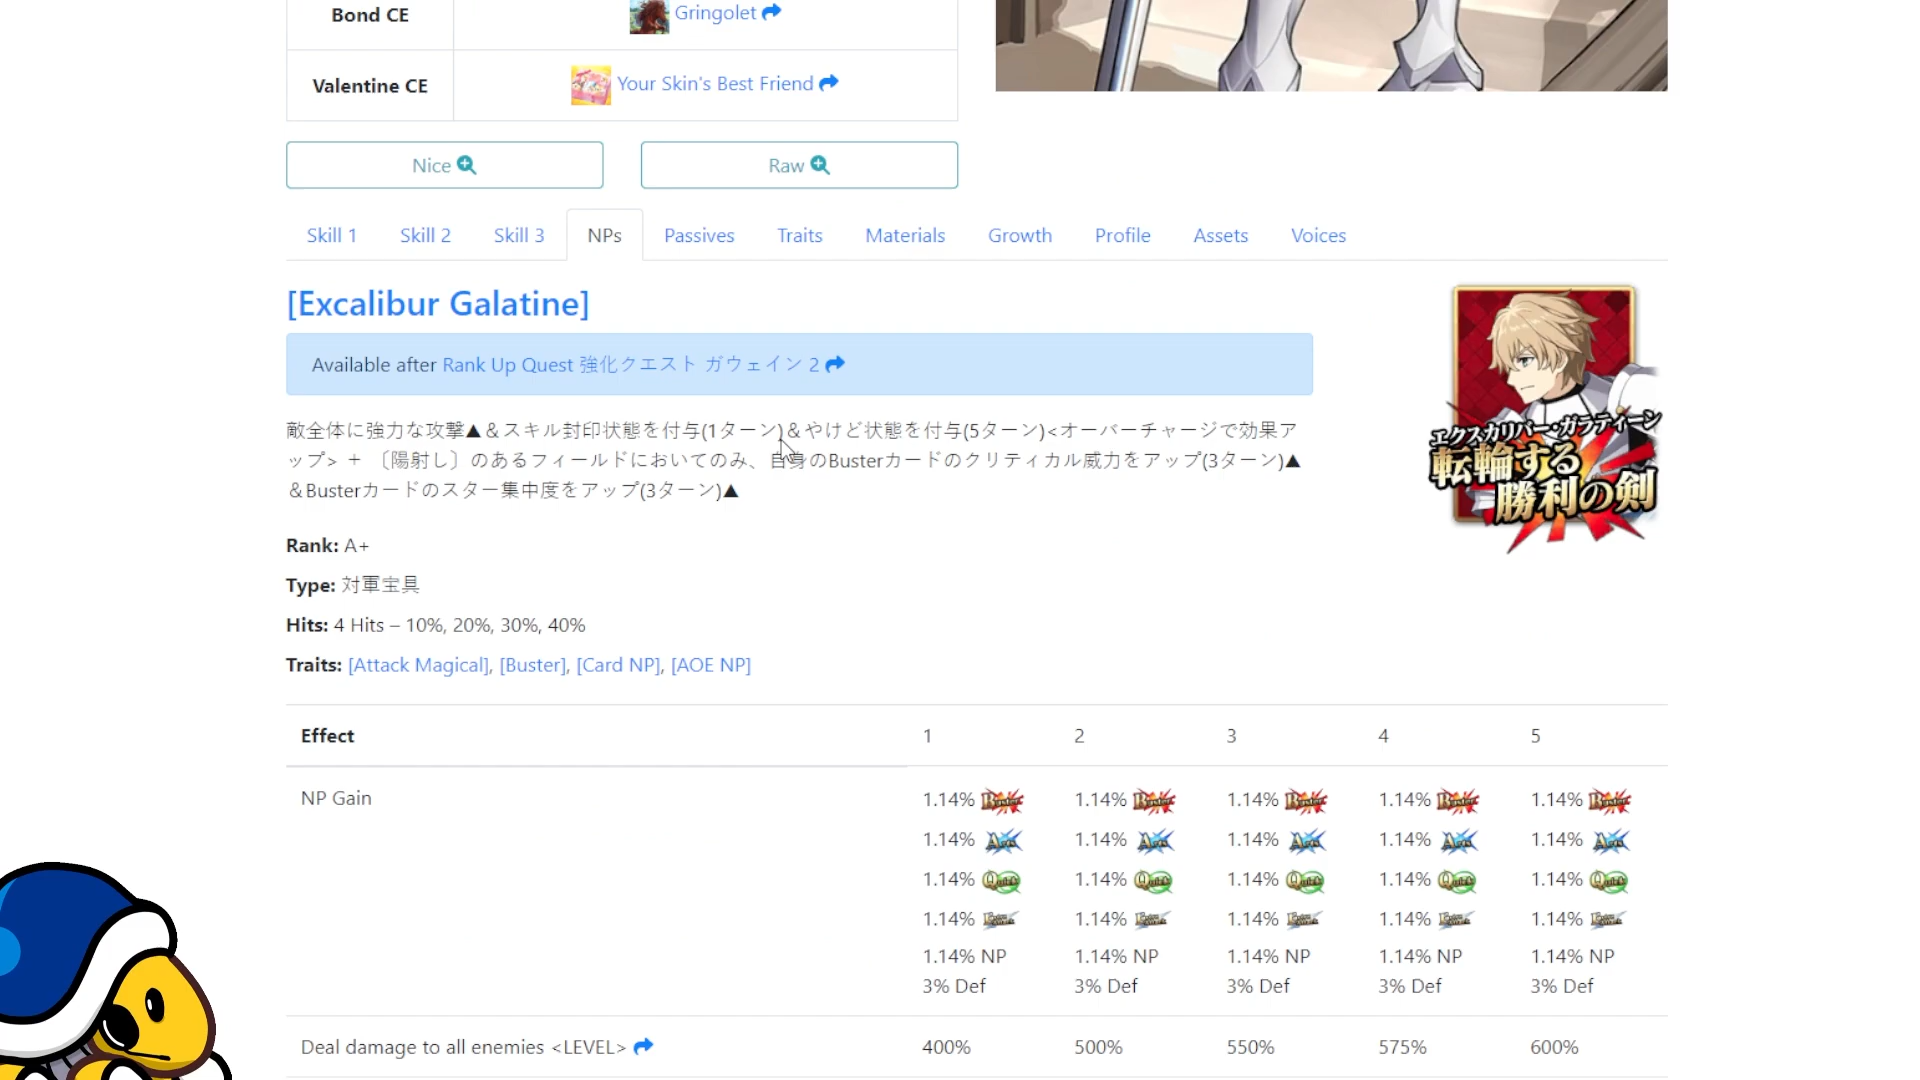 Bond CE
Gringolet
Valentine CE
Your Skin's Best Friend
Nice
Raw
Skill 1
Skill 2
Skill 3
NPs
Passives
Traits
Materials
Growth
Profile
Assets
Voices
[Excalibur Galatine]
Available after Rank Up Quest 強化クエスト ガウェイン 2
敵全体に強力な攻撃▲＆スキル封印状態を付与(1ターン)＆やけど状態を付与(5ターン)<オーバーチャージで効果ア
ップ> ＋ 〔陽射し〕のあるフィールドにおいてのみ、自身のBusterカードのクリティカル威力をアップ(3ターン)▲
＆Busterカードのスター集中度をアップ(3ターン)▲
エクスカリバー・ガラティーン
転輪する
勝利の剣
Rank: A+
Type: 対軍宝具
Hits: 4 Hits – 10%, 20%, 30%, 40%
Traits: [Attack Magical], [Buster], [Card NP], [AOE NP]
Effect 1 2 3 4 5
NP Gain
1.14% Buster 1.14% Buster 1.14% Buster 1.14% Buster 1.14% Buster
1.14% Arts 1.14% Arts 1.14% Arts 1.14% Arts 1.14% Arts
1.14% Quick 1.14% Quick 1.14% Quick 1.14% Quick 1.14% Quick
1.14% 1.14% 1.14% 1.14% 1.14%
1.14% NP 1.14% NP 1.14% NP 1.14% NP 1.14% NP
3% Def 3% Def 3% Def 3% Def 3% Def
Deal damage to all enemies <LEVEL> 400% 500% 550% 575% 600%